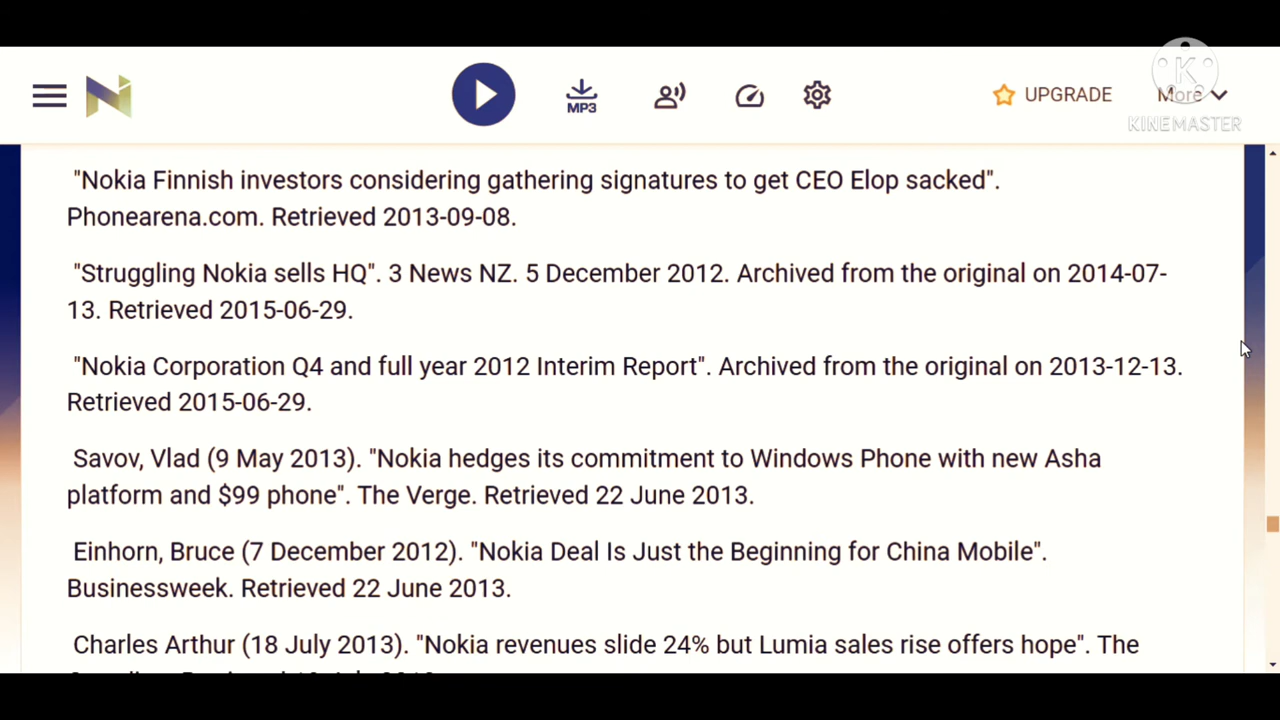 MP3
UPGRADE
More
KINEMASTER
"Nokia Finnish investors considering gathering signatures to get CEO Elop sacked".
Phonearena.com. Retrieved 2013-09-08.
"Struggling Nokia sells HQ". 3 News NZ. 5 December 2012. Archived from the original on 2014-07-
13. Retrieved 2015-06-29.
"Nokia Corporation Q4 and full year 2012 Interim Report". Archived from the original on 2013-12-13.
Retrieved 2015-06-29.
Savov, Vlad (9 May 2013). "Nokia hedges its commitment to Windows Phone with new Asha
platform and $99 phone". The Verge. Retrieved 22 June 2013.
Einhorn, Bruce (7 December 2012). "Nokia Deal Is Just the Beginning for China Mobile".
Businessweek. Retrieved 22 June 2013.
Charles Arthur (18 July 2013). "Nokia revenues slide 24% but Lumia sales rise offers hope". The